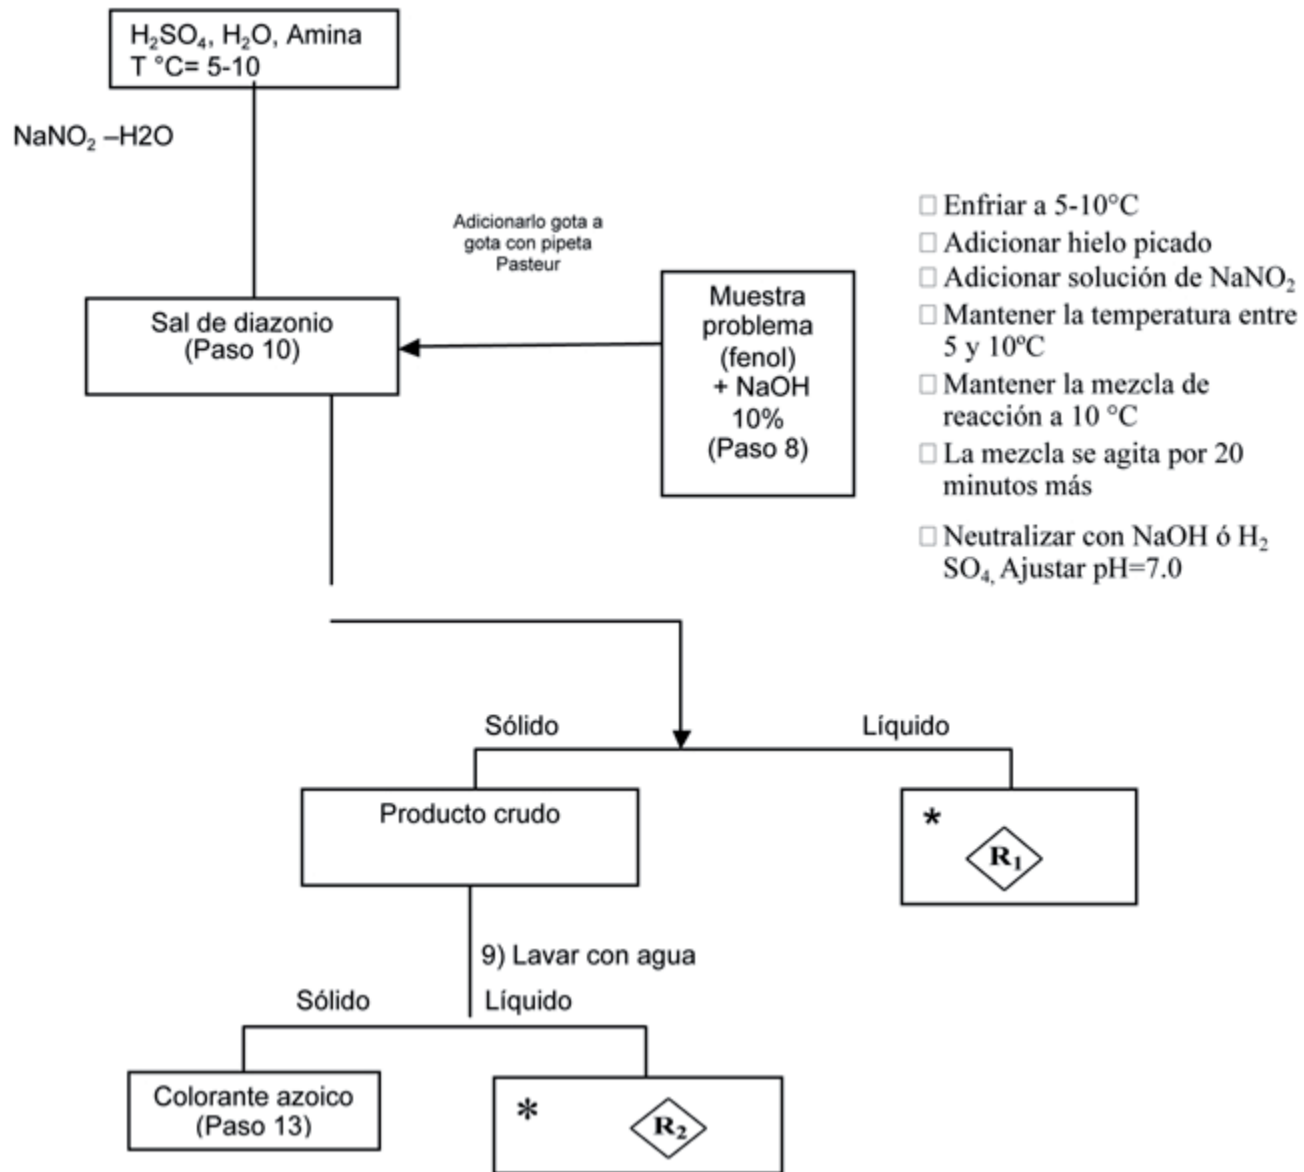 H₂SO₄, H₂O, Amina
T °C= 5-10
NaNO₂ –H2O
Adicionarlo gota a
gota con pipeta
Pasteur
Sal de diazonio
(Paso 10)
Muestra
problema
(fenol)
+ NaOH
10%
(Paso 8)
□ Enfriar a 5-10°C
□ Adicionar hielo picado
□ Adicionar solución de NaNO₂
□ Mantener la temperatura entre
5 y 10ºC
□ Mantener la mezcla de
reacción a 10 °C
□ La mezcla se agita por 20
minutos más
□ Neutralizar con NaOH ó H₂
SO₄, Ajustar pH=7.0
Sólido
Líquido
Producto crudo
*
R₁
9) Lavar con agua
Sólido
Líquido
Colorante azoico
(Paso 13)
*
R₂